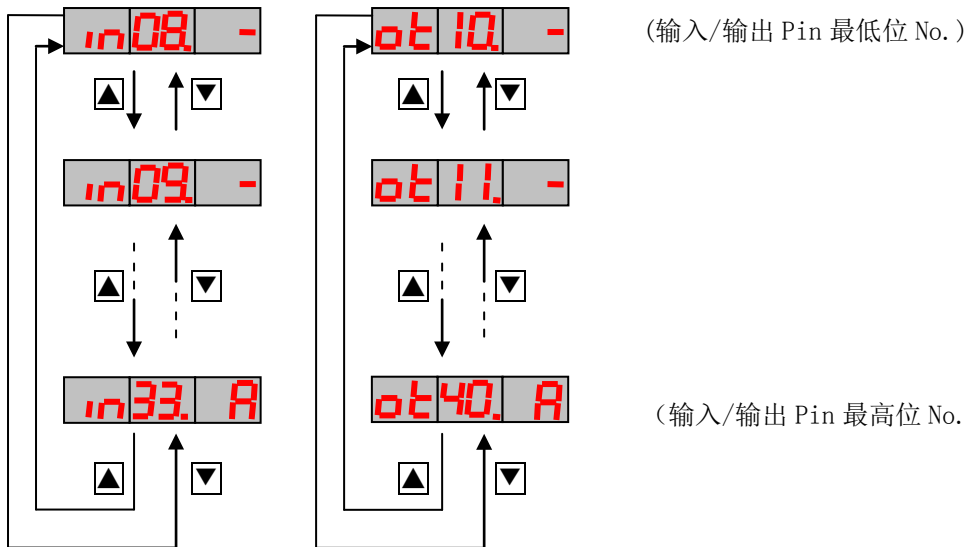 in08. - ot10. - (输入/输出 Pin 最低位 No.)
▲ ▼ ▲ ▼
in09. - ot11. -
▲ ▼ ▲ ▼
in33. A ot40. A (输入/输出 Pin 最高位 No.
▲ ▼ ▲ ▼